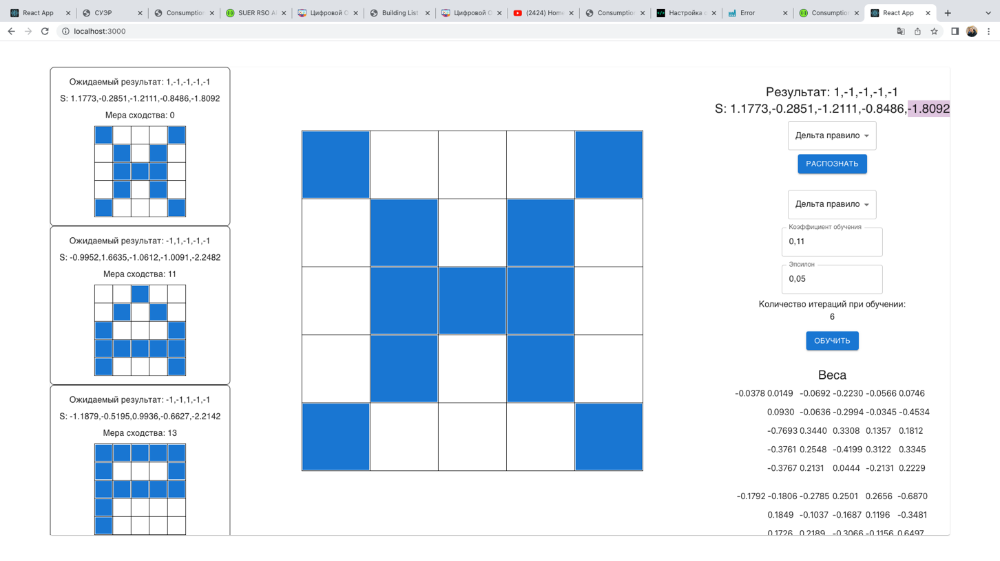 React App
СУЭР
Consumption
SUER RSO A
Цифровой О
Building List
Цифровой О
(2424) Home
Consumption
Настройка с
Error
Consumption
React App
localhost:3000
Ожидаемый результат: 1,-1,-1,-1,-1
S: 1.1773,-0.2851,-1.2111,-0.8486,-1.8092
Мера сходства: 0
Ожидаемый результат: -1,1,-1,-1,-1
S: -0.9952,1.6635,-1.0612,-1.0091,-2.2482
Мера сходства: 11
Ожидаемый результат: -1,-1,1,-1,-1
S: -1.1879,-0.5195,0.9936,-0.6627,-2.2142
Мера сходства: 13
Результат: 1,-1,-1,-1,-1
S: 1.1773,-0.2851,-1.2111,-0.8486,-1.8092
Дельта правило
РАСПОЗНАТЬ
Дельта правило
Коэффициент обучения
0,11
Эпсилон
0,05
Количество итераций при обучении:
6
ОБУЧИТЬ
Веса
-0.0378 0.0149 -0.0692 -0.2230 -0.0566 0.0746
0.0930 -0.0636 -0.2994 -0.0345 -0.4534
-0.7693 0.3440 0.3308 0.1357 0.1812
-0.3761 0.2548 -0.4199 0.3122 0.3345
-0.3767 0.2131 0.0444 -0.2131 0.2229
-0.1792 -0.1806 -0.2785 0.2501 0.2656 -0.6870
0.1849 -0.1037 -0.1687 0.1196 -0.3481
0.1726 0.2189 -0.3066 -0.1156 0.6497